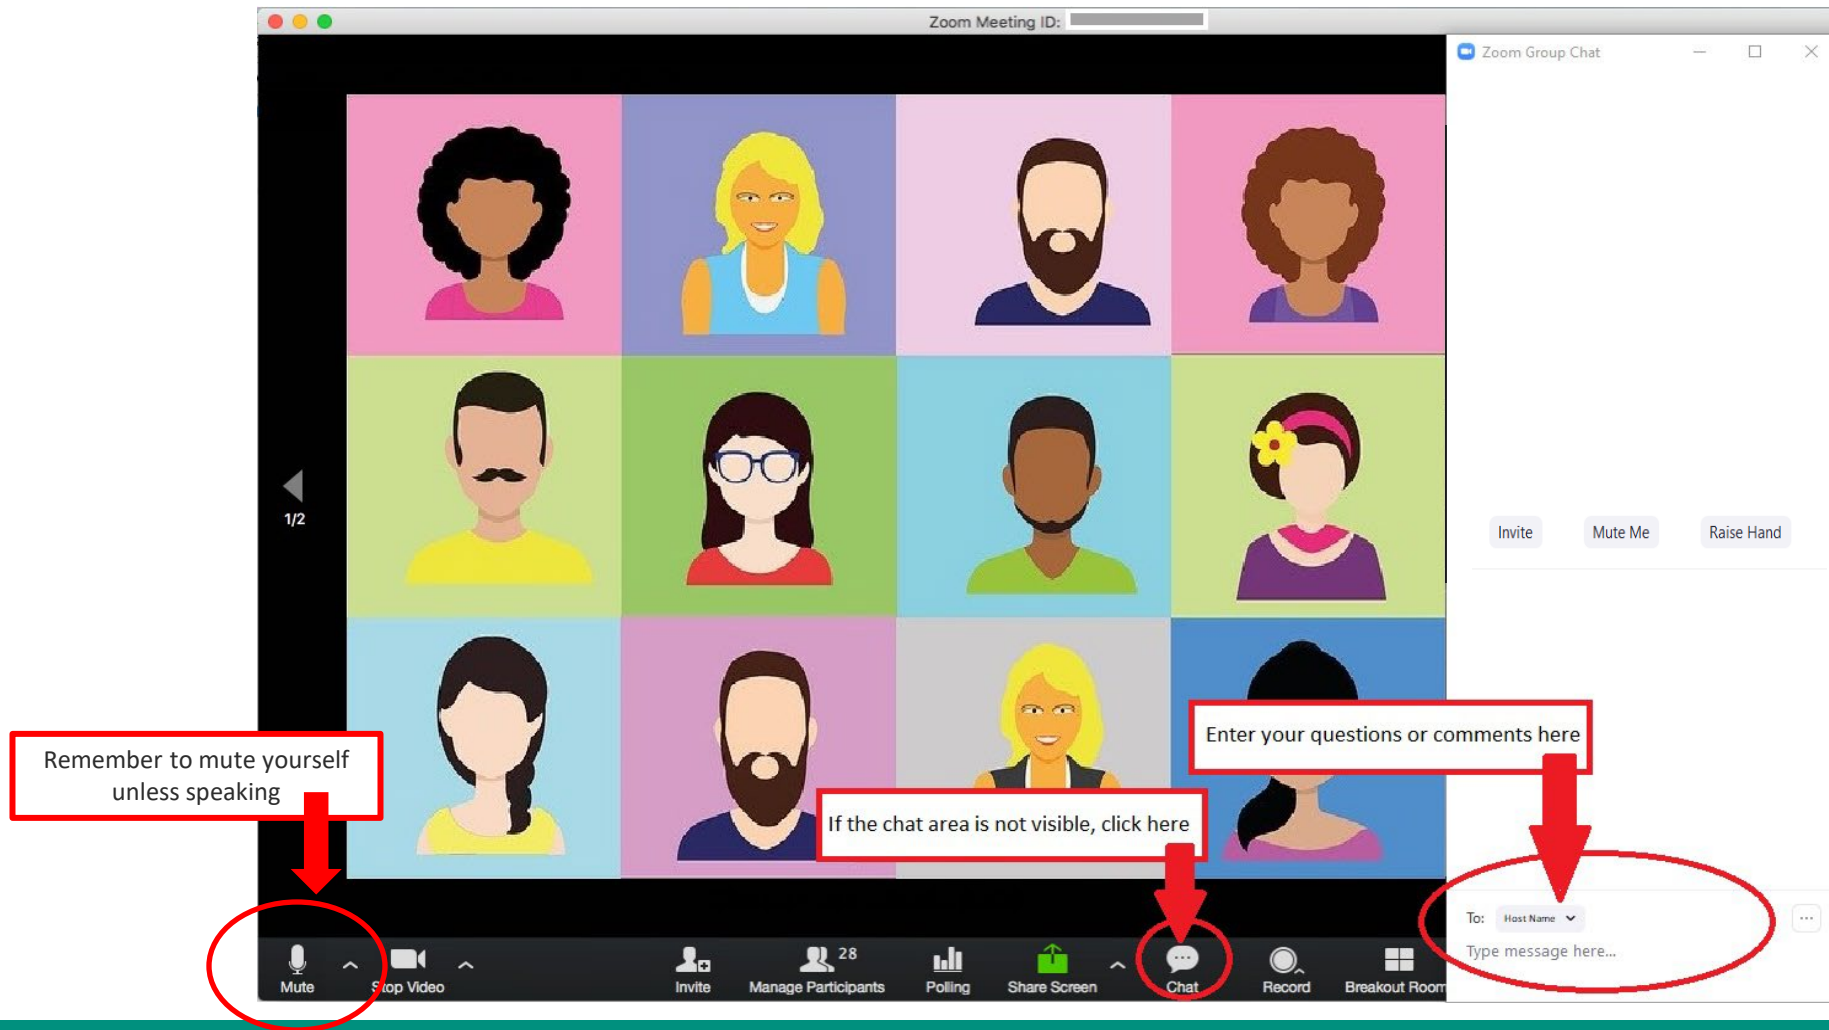 Zoom Meeting ID:
Zoom Group Chat
1/2
Invite
Mute Me
Raise Hand
Remember to mute yourself
unless speaking
Enter your questions or comments here
If the chat area is not visible, click here
To: Host Name
Type message here...
28
Mute
Stop Video
Invite
Manage Participants
Polling
Share Screen
Chat
Record
Breakout Room